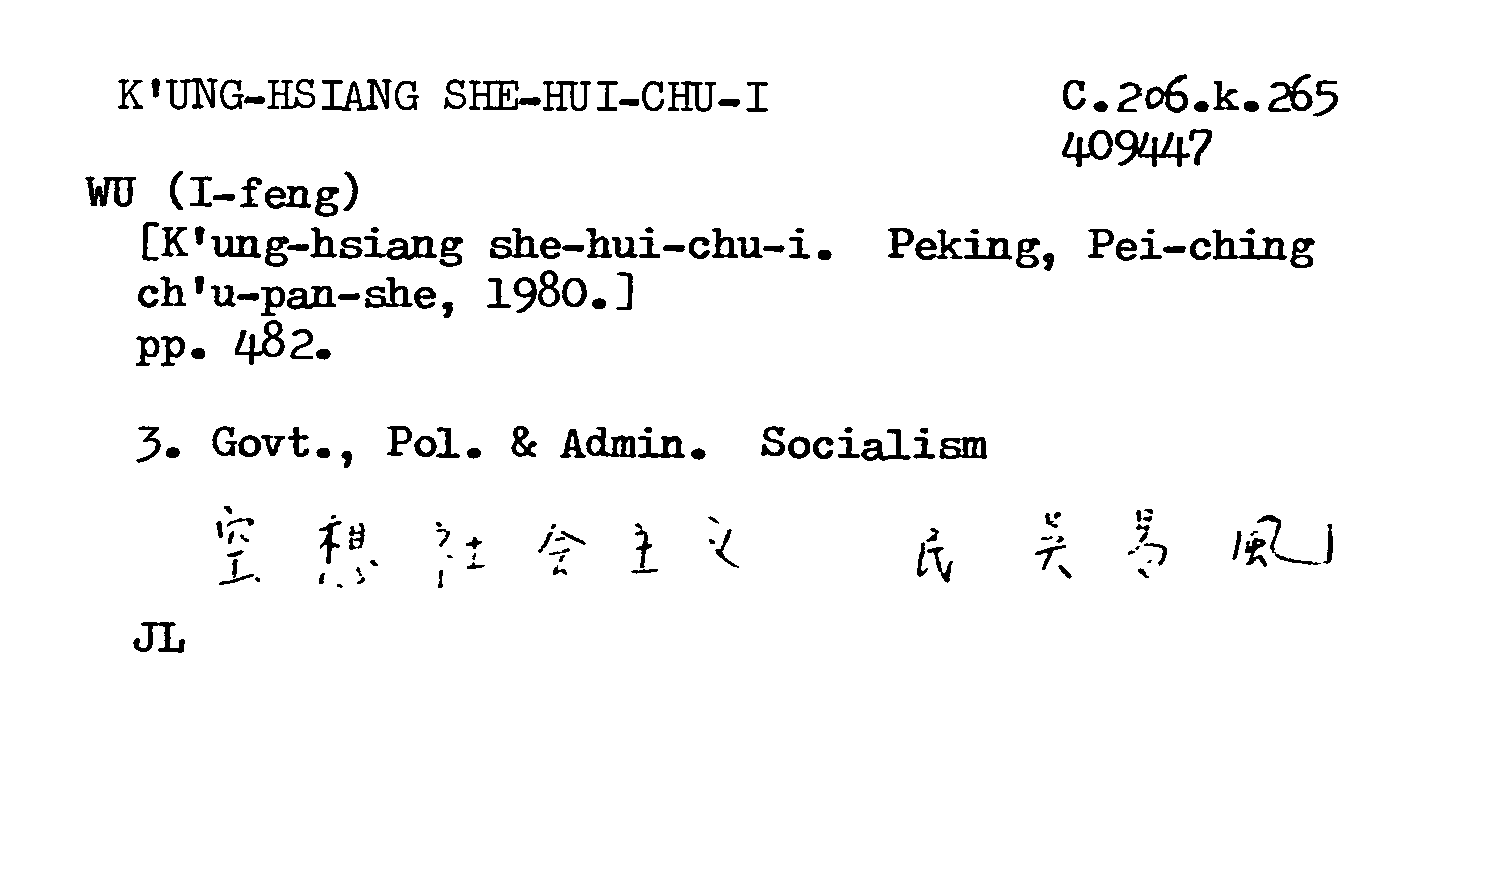 K'UNG-HSIANG SHE-HUI-CHU-I C.206.k.265
409447
WU (I-feng)
[K'ung-hsiang she-hui-chu-i. Peking, Pei-ching
ch'u-pan-she, 1980.]
pp. 482.
3. Govt., Pol. & Admin. Socialism
空想社会主义 民 吴易風
JL